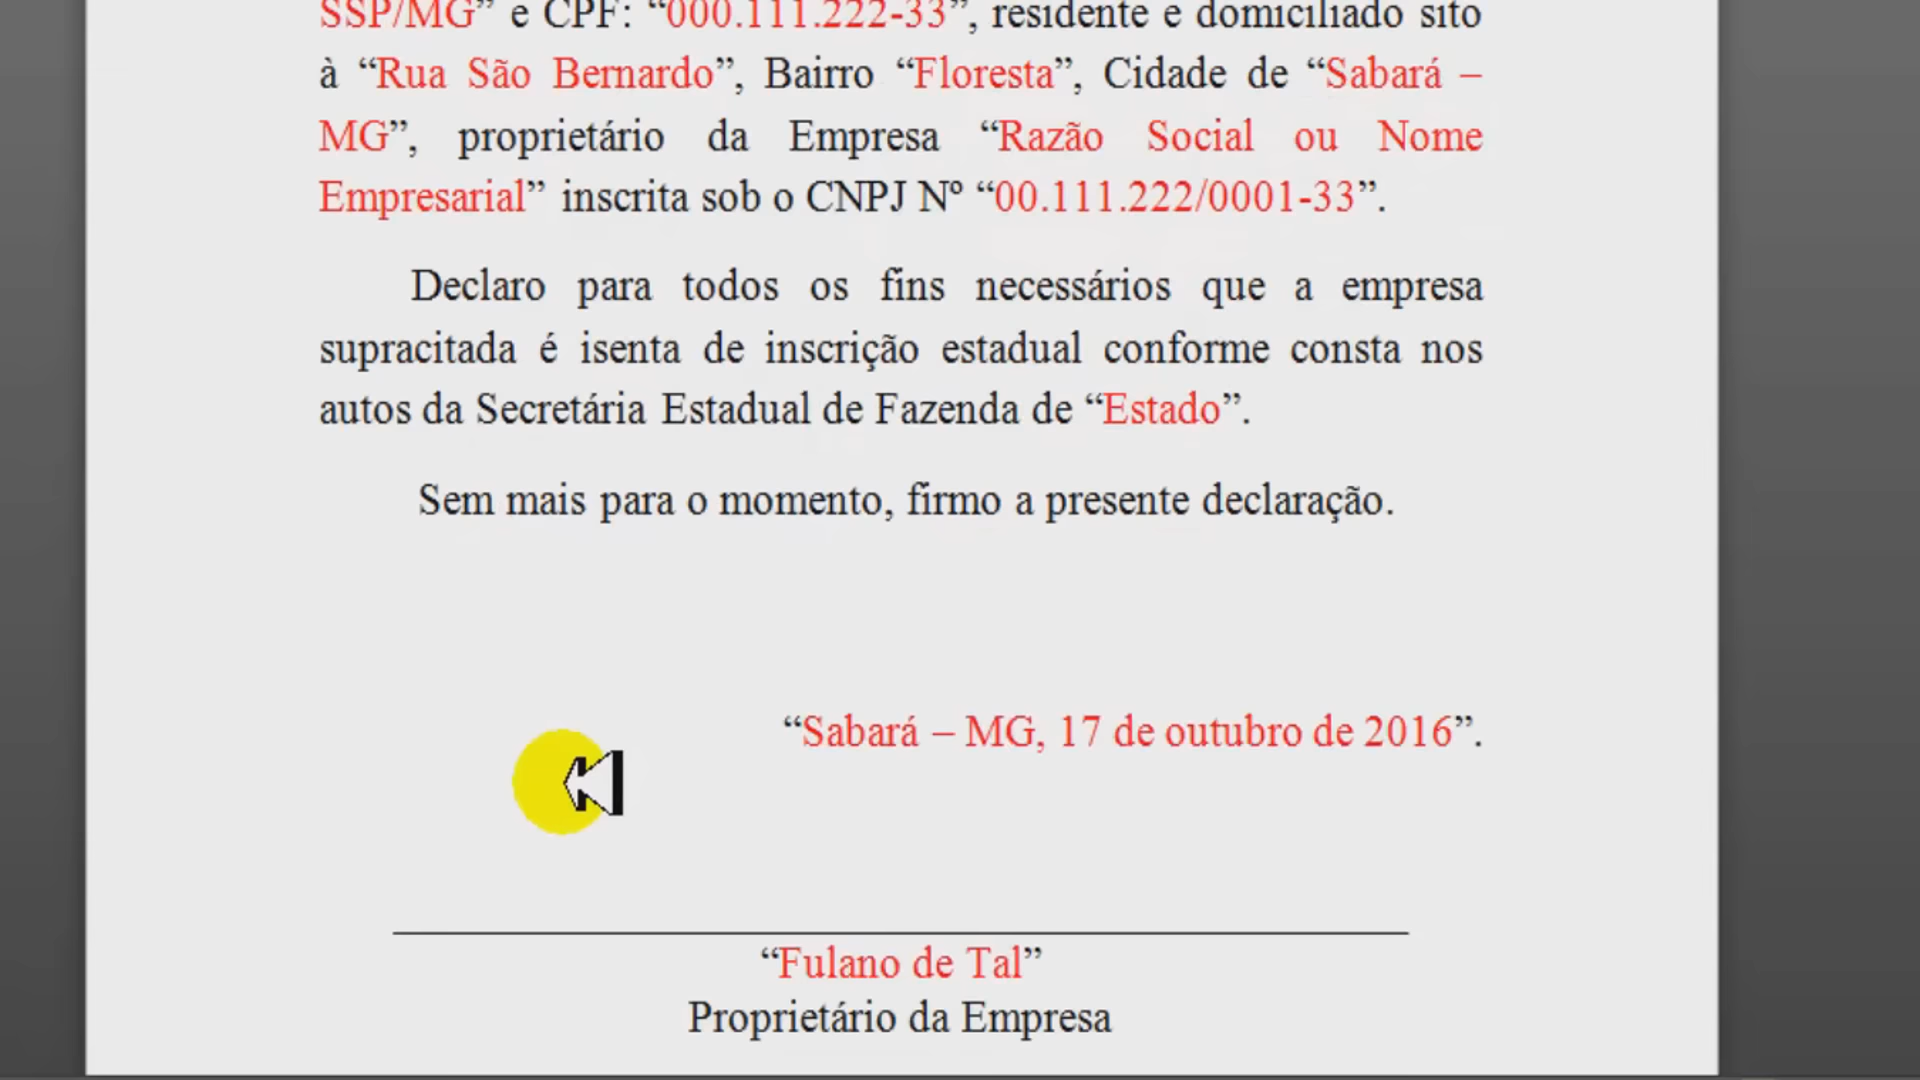 SSP/MG” e CPF: “000.111.222-33”, residente e domiciliado sito
à “Rua São Bernardo”, Bairro “Floresta”, Cidade de “Sabará –
MG”, proprietário da Empresa “Razão Social ou Nome
Empresarial” inscrita sob o CNPJ Nº “00.111.222/0001-33”.
Declaro para todos os fins necessários que a empresa
supracitada é isenta de inscrição estadual conforme consta nos
autos da Secretária Estadual de Fazenda de “Estado”.
Sem mais para o momento, firmo a presente declaração.
“Sabará – MG, 17 de outubro de 2016”.
“Fulano de Tal”
Proprietário da Empresa